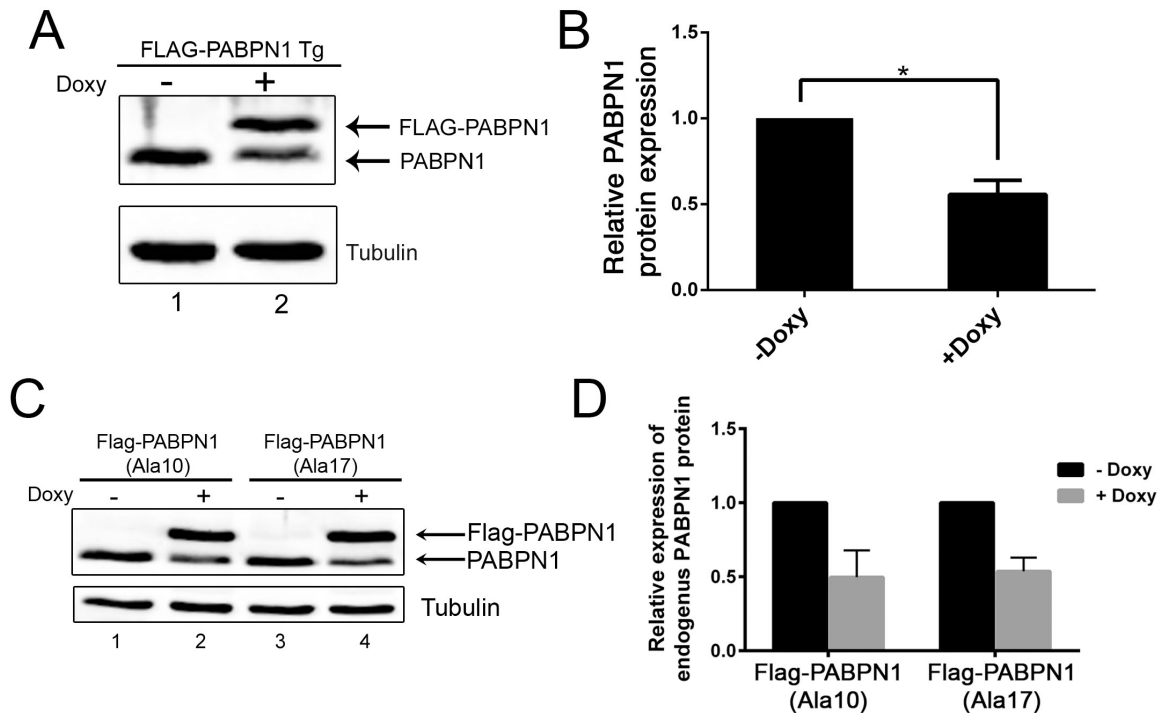 A
FLAG-PABPN1 Tg
Doxy - +
FLAG-PABPN1
PABPN1
Tubulin
1 2
B
Relative PABPN1
protein expression
1.5
*
1.0
0.5
0.0
-Doxy
+Doxy
C
Flag-PABPN1
(Ala10)
Flag-PABPN1
(Ala17)
Doxy - + - +
Flag-PABPN1
PABPN1
Tubulin
1 2 3 4
D
Relative expression of
endogenus PABPN1 protein
1.5
1.0
0.5
0.0
- Doxy
+ Doxy
Flag-PABPN1
(Ala10)
Flag-PABPN1
(Ala17)